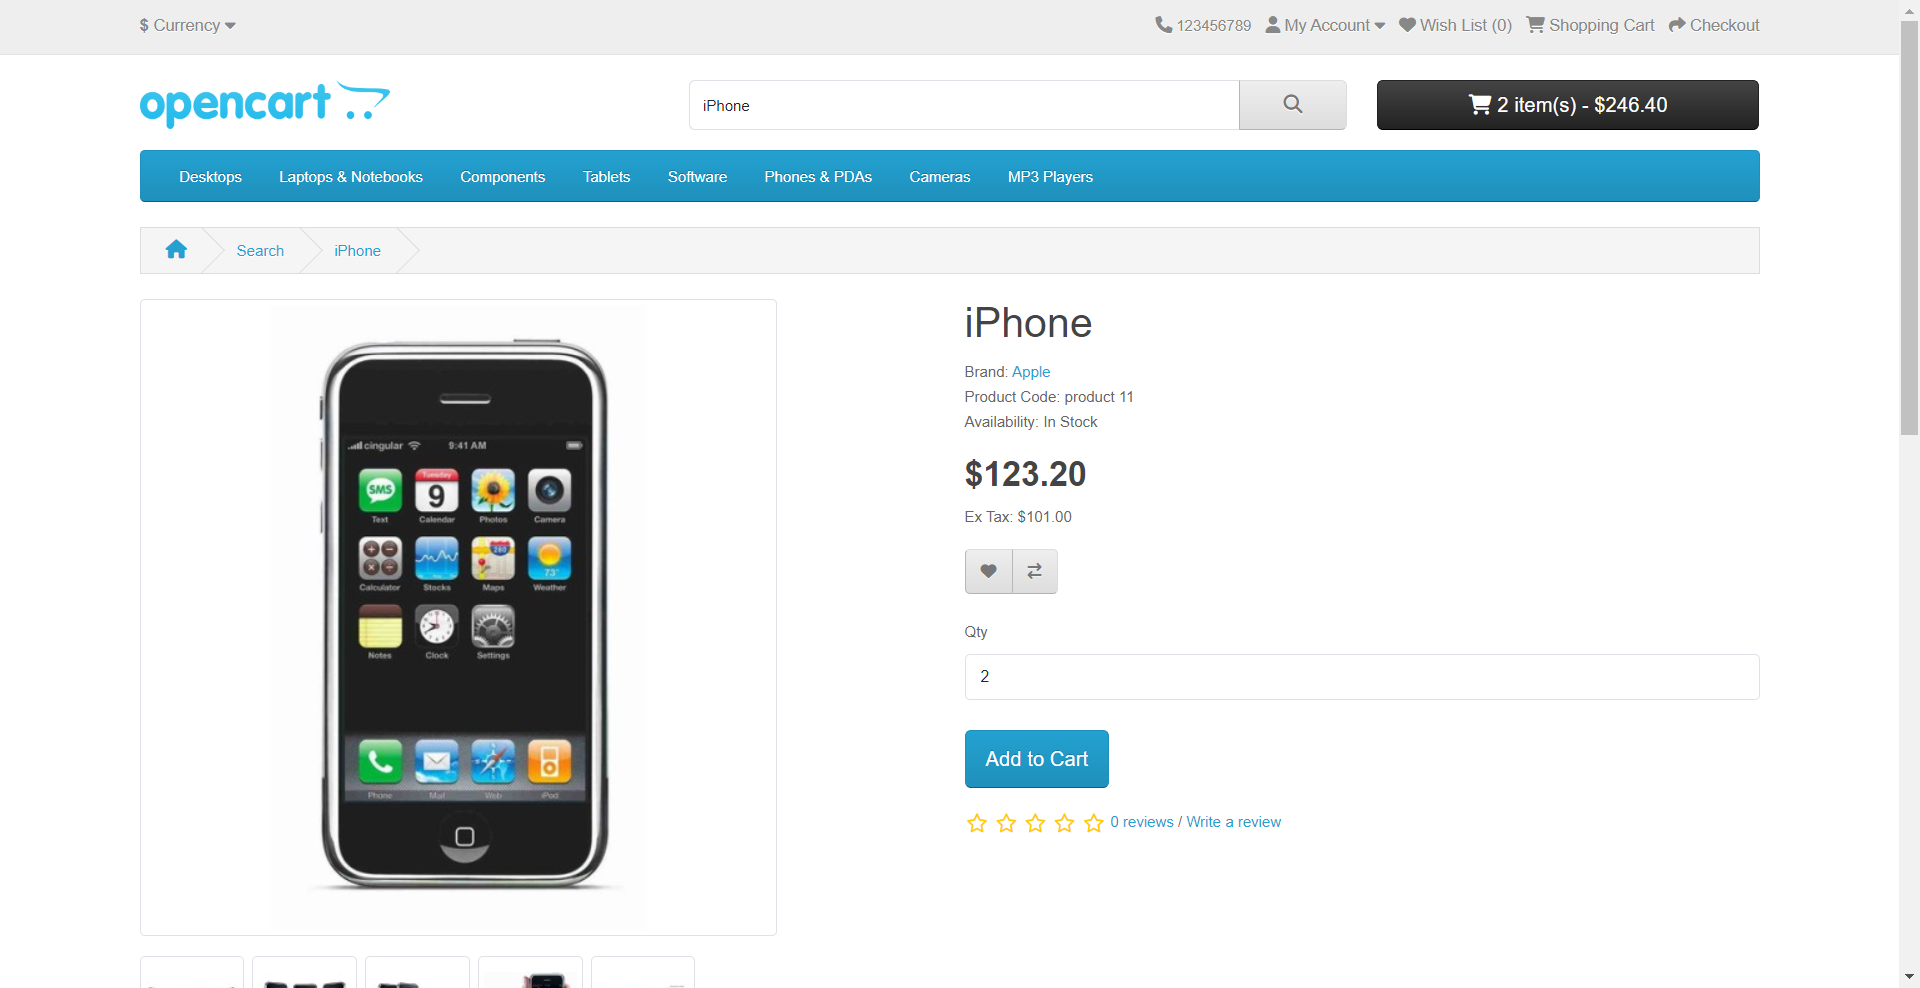 $ Currency
123456789 My Account Wish List (0) Shopping Cart Checkout
opencart
iPhone
2 item(s) - $246.40
Desktops Laptops & Notebooks Components Tablets Software Phones & PDAs Cameras MP3 Players
Search iPhone
cingular 9:41 AM
SMS Tuesday 9 280 73°
Text Calendar Photos Camera
Calculator Stocks Maps Weather
Notes Clock Settings
Phone Mail Web iPod
iPhone
Brand: Apple
Product Code: product 11
Availability: In Stock
$123.20
Ex Tax: $101.00
Qty
2
Add to Cart
0 reviews / Write a review